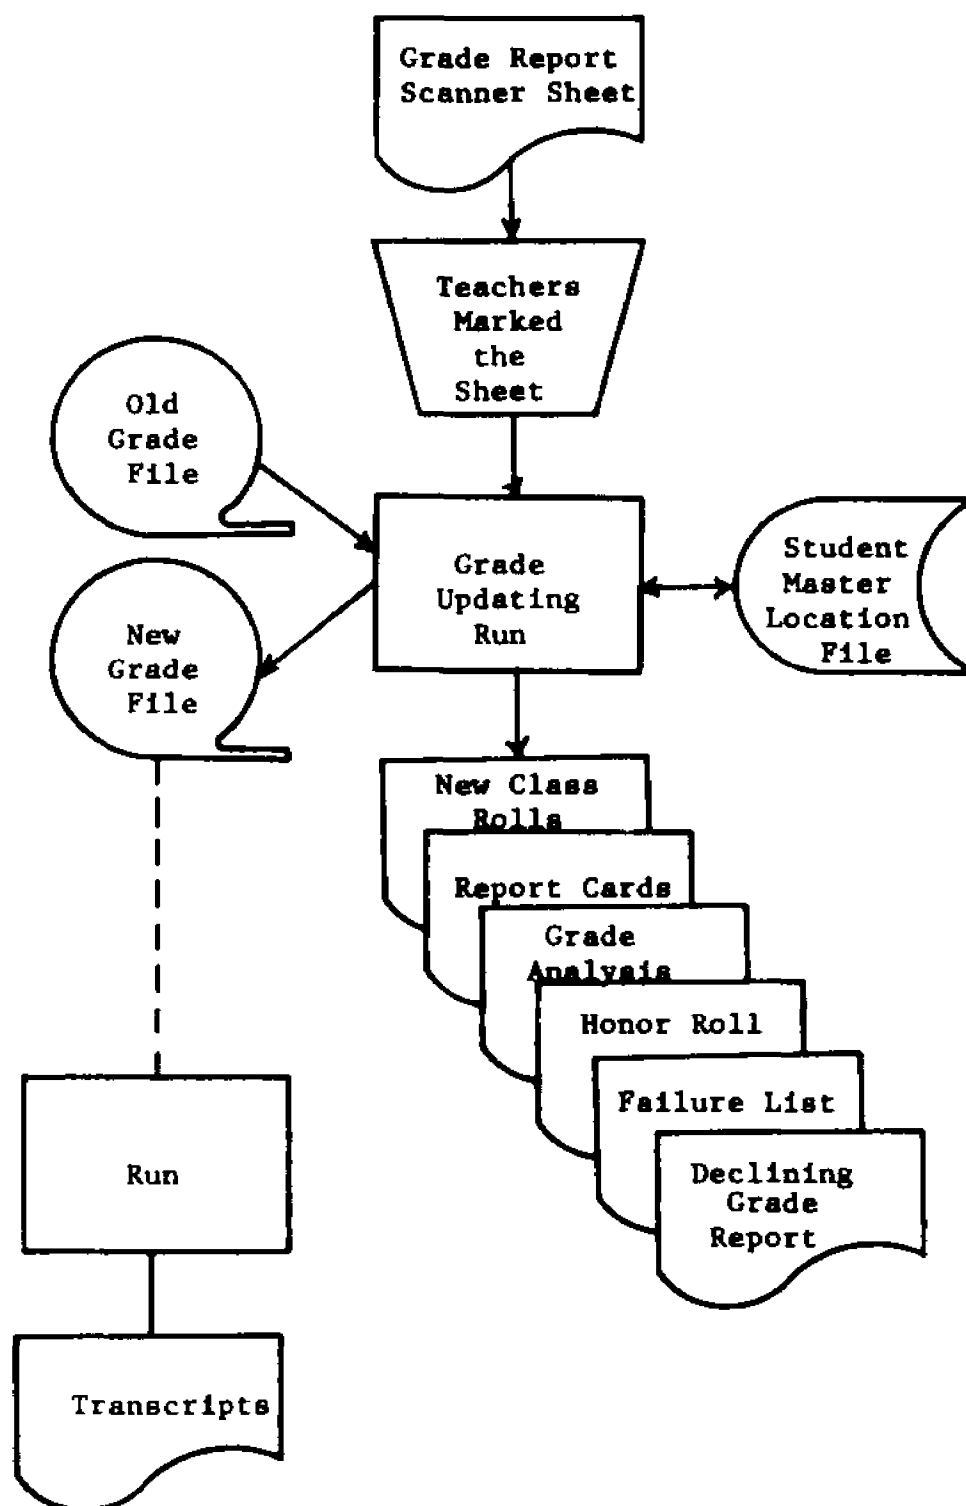 Grade Report
Scanner Sheet
Teachers
Marked
the
Sheet
Old
Grade
File
Grade
Updating
Run
Student
Master
Location
File
New
Grade
File
New Class
Rolls
Report Cards
Grade
Analysis
Honor Roll
Failure List
Declining
Grade
Report
Run
Transcripts